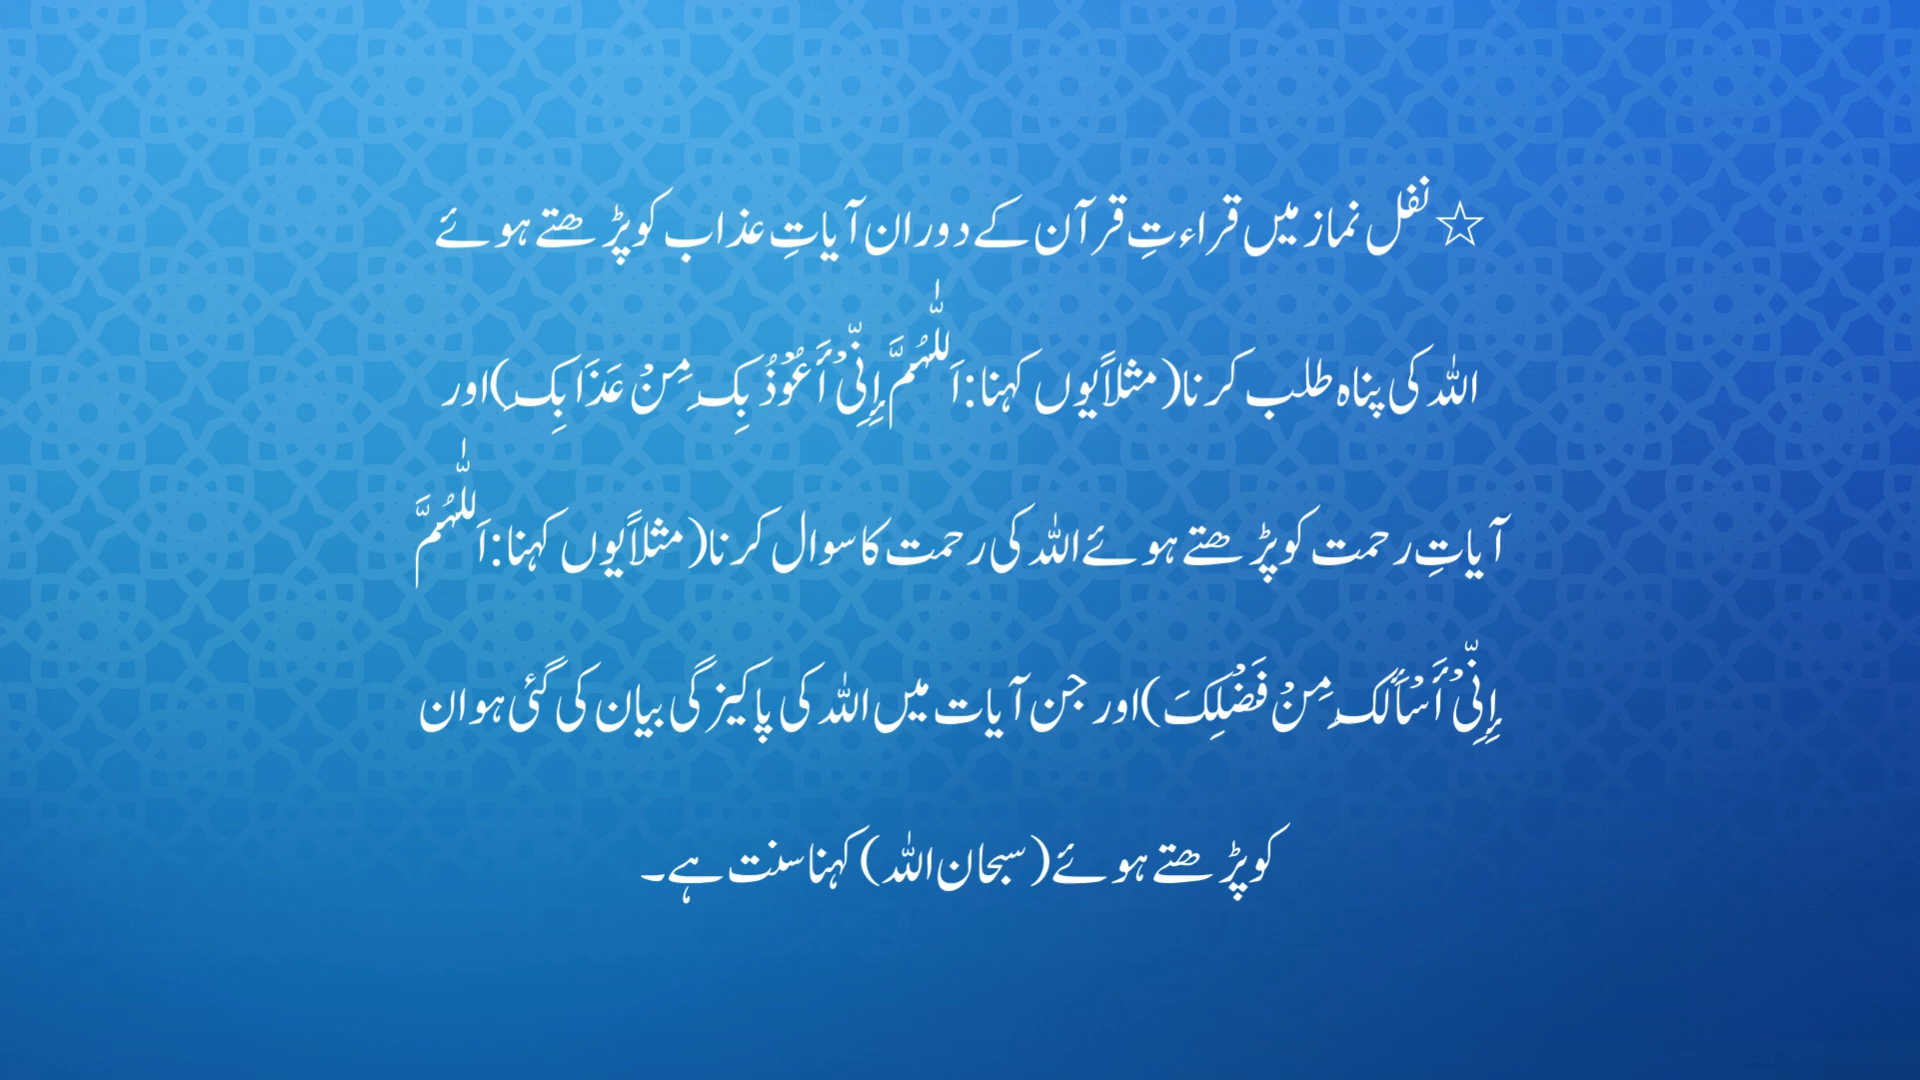 ☆نفل نماز میں قراءتِ قرآن کے دوران آیاتِ عذاب کو پڑھتے ہوئے
اللہ کی پناہ طلب کرنا (مثلاً یوں کہنا: اَللّٰهُمَّ إِنِّيْ أَعُوْذُ بِكَ مِنْ عَذَابِكَ) اور
آیاتِ رحمت کو پڑھتے ہوئے اللہ کی رحمت کا سوال کرنا (مثلاً یوں کہنا: اَللّٰهُمَّ
إِنِّيْ أَسْأَلُكَ مِنْ فَضْلِكَ) اور جن آیات میں اللہ کی پاکیزگی بیان کی گئی ہو ان
کو پڑھتے ہوئے (سبحان اللہ) کہنا سنت ہے۔